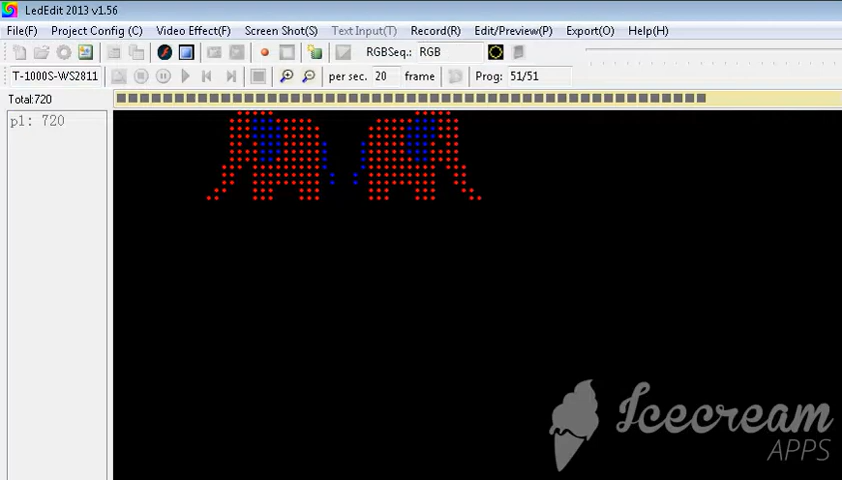 LedEdit 2013 v1.56
File(F) Project Config (C) Video Effect(F) Screen Shot(S) Text Input(T) Record(R) Edit/Preview(P) Export(O) Help(H)
RGBSeq.: RGB
T-1000S-WS2811 per sec. 20 frame Prog: 51/51
Total:720
p1: 720
Icecream
APPS